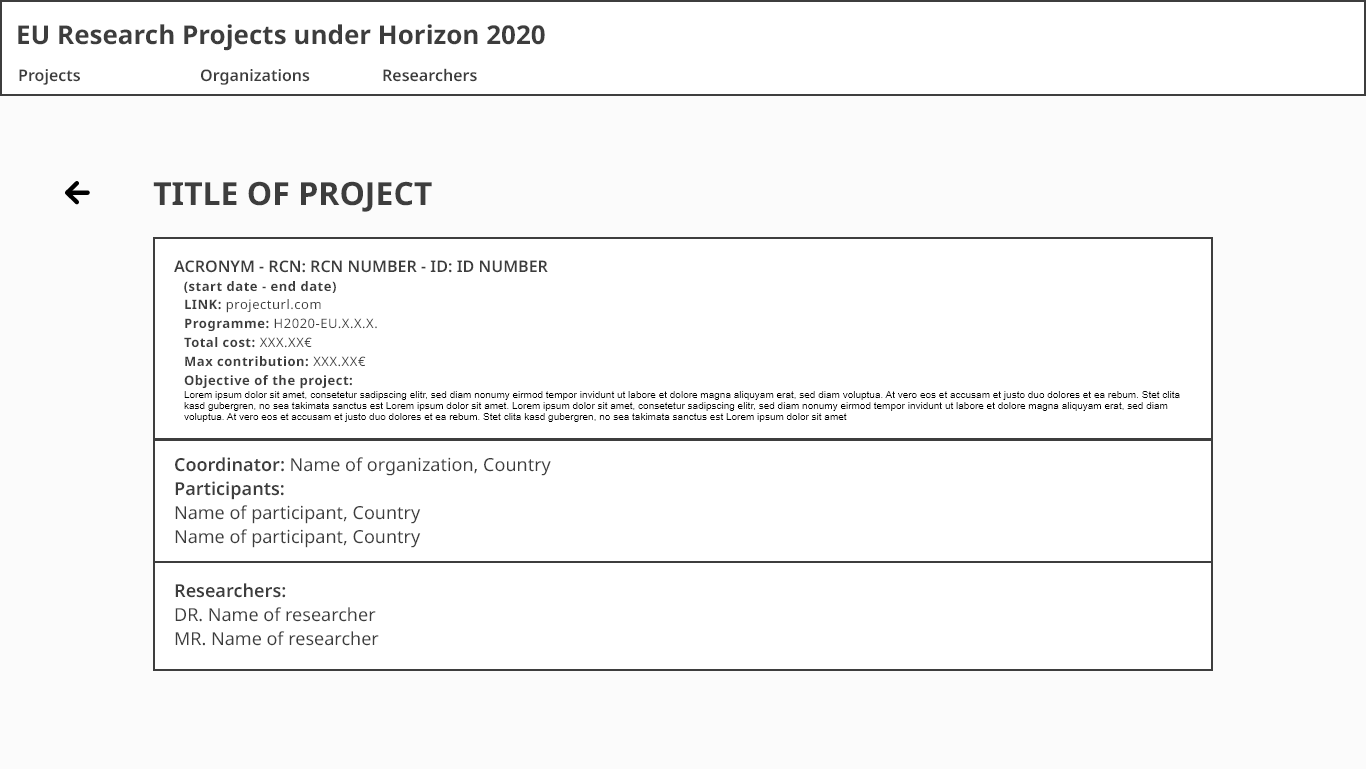 EU Research Projects under Horizon 2020
Projects Organizations Researchers
TITLE OF PROJECT
ACRONYM - RCN: RCN NUMBER - ID: ID NUMBER
(start date - end date)
LINK: projecturl.com
Programme: H2020-EU.X.X.X.
Total cost: XXX.XX€
Max contribution: XXX.XX€
Objective of the project:
Lorem ipsum dolor sit amet, consetetur sadipscing elitr, sed diam nonumy eirmod tempor invidunt ut labore et dolore magna aliquyam erat, sed diam voluptua. At vero eos et accusam et justo duo dolores et ea rebum. Stet clita
kasd gubergren, no sea takimata sanctus est Lorem ipsum dolor sit amet. Lorem ipsum dolor sit amet, consetetur sadipscing elitr, sed diam nonumy eirmod tempor invidunt ut labore et dolore magna aliquyam erat, sed diam
voluptua. At vero eos et accusam et justo duo dolores et ea rebum. Stet clita kasd gubergren, no sea takimata sanctus est Lorem ipsum dolor sit amet
Coordinator: Name of organization, Country
Participants:
Name of participant, Country
Name of participant, Country
Researchers:
DR. Name of researcher
MR. Name of researcher